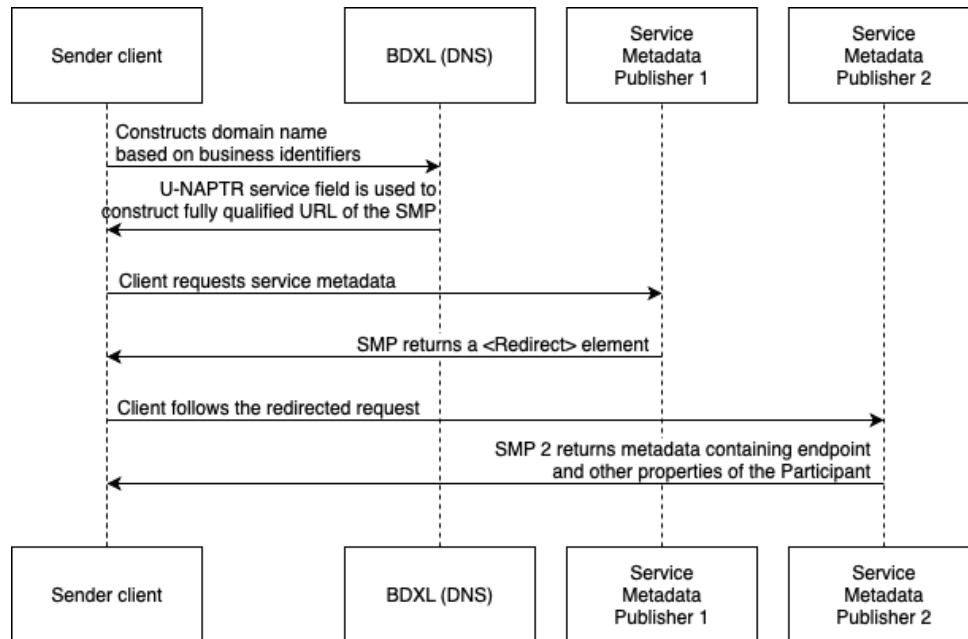 Sender client
BDXL (DNS)
Service
Metadata
Publisher 1
Service
Metadata
Publisher 2
Constructs domain name
based on business identifiers
U-NAPTR service field is used to
construct fully qualified URL of the SMP
Client requests service metadata
SMP returns a <Redirect> element
Client follows the redirected request
SMP 2 returns metadata containing endpoint
and other properties of the Participant
Sender client
BDXL (DNS)
Service
Metadata
Publisher 1
Service
Metadata
Publisher 2